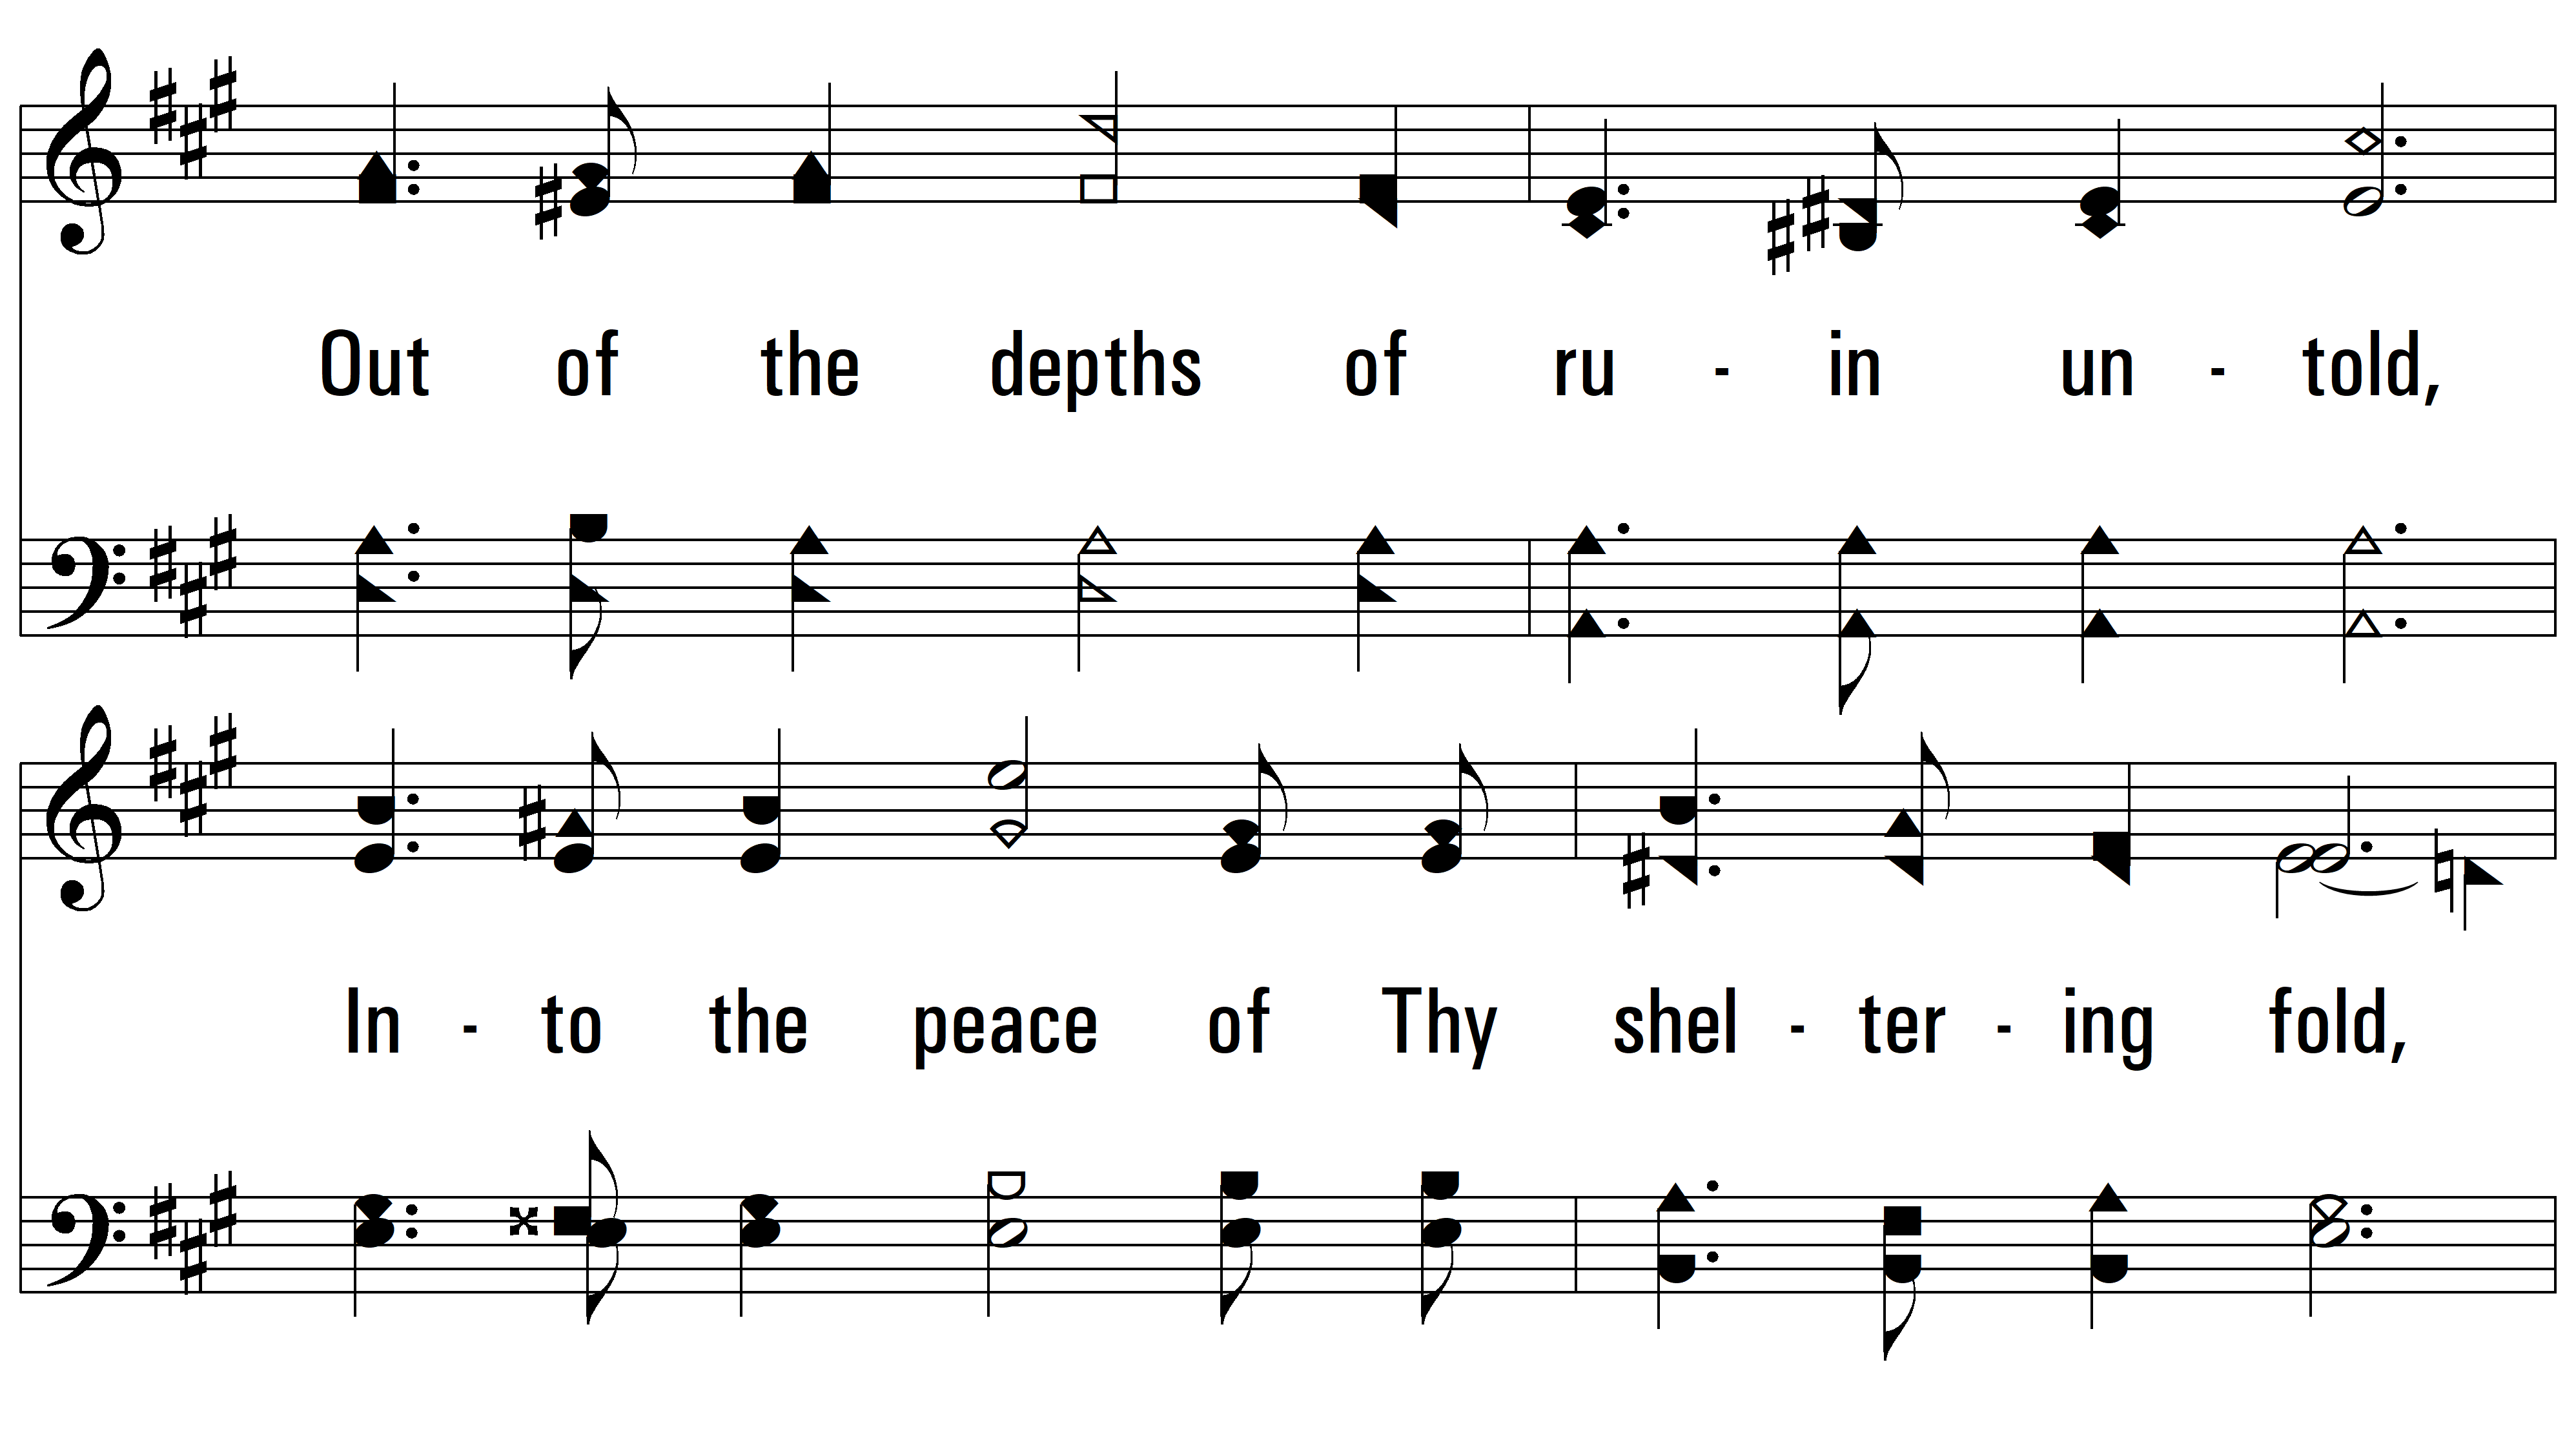 Out of the depths of ru - in un - told,
In - to the peace of Thy shel - ter - ing fold,